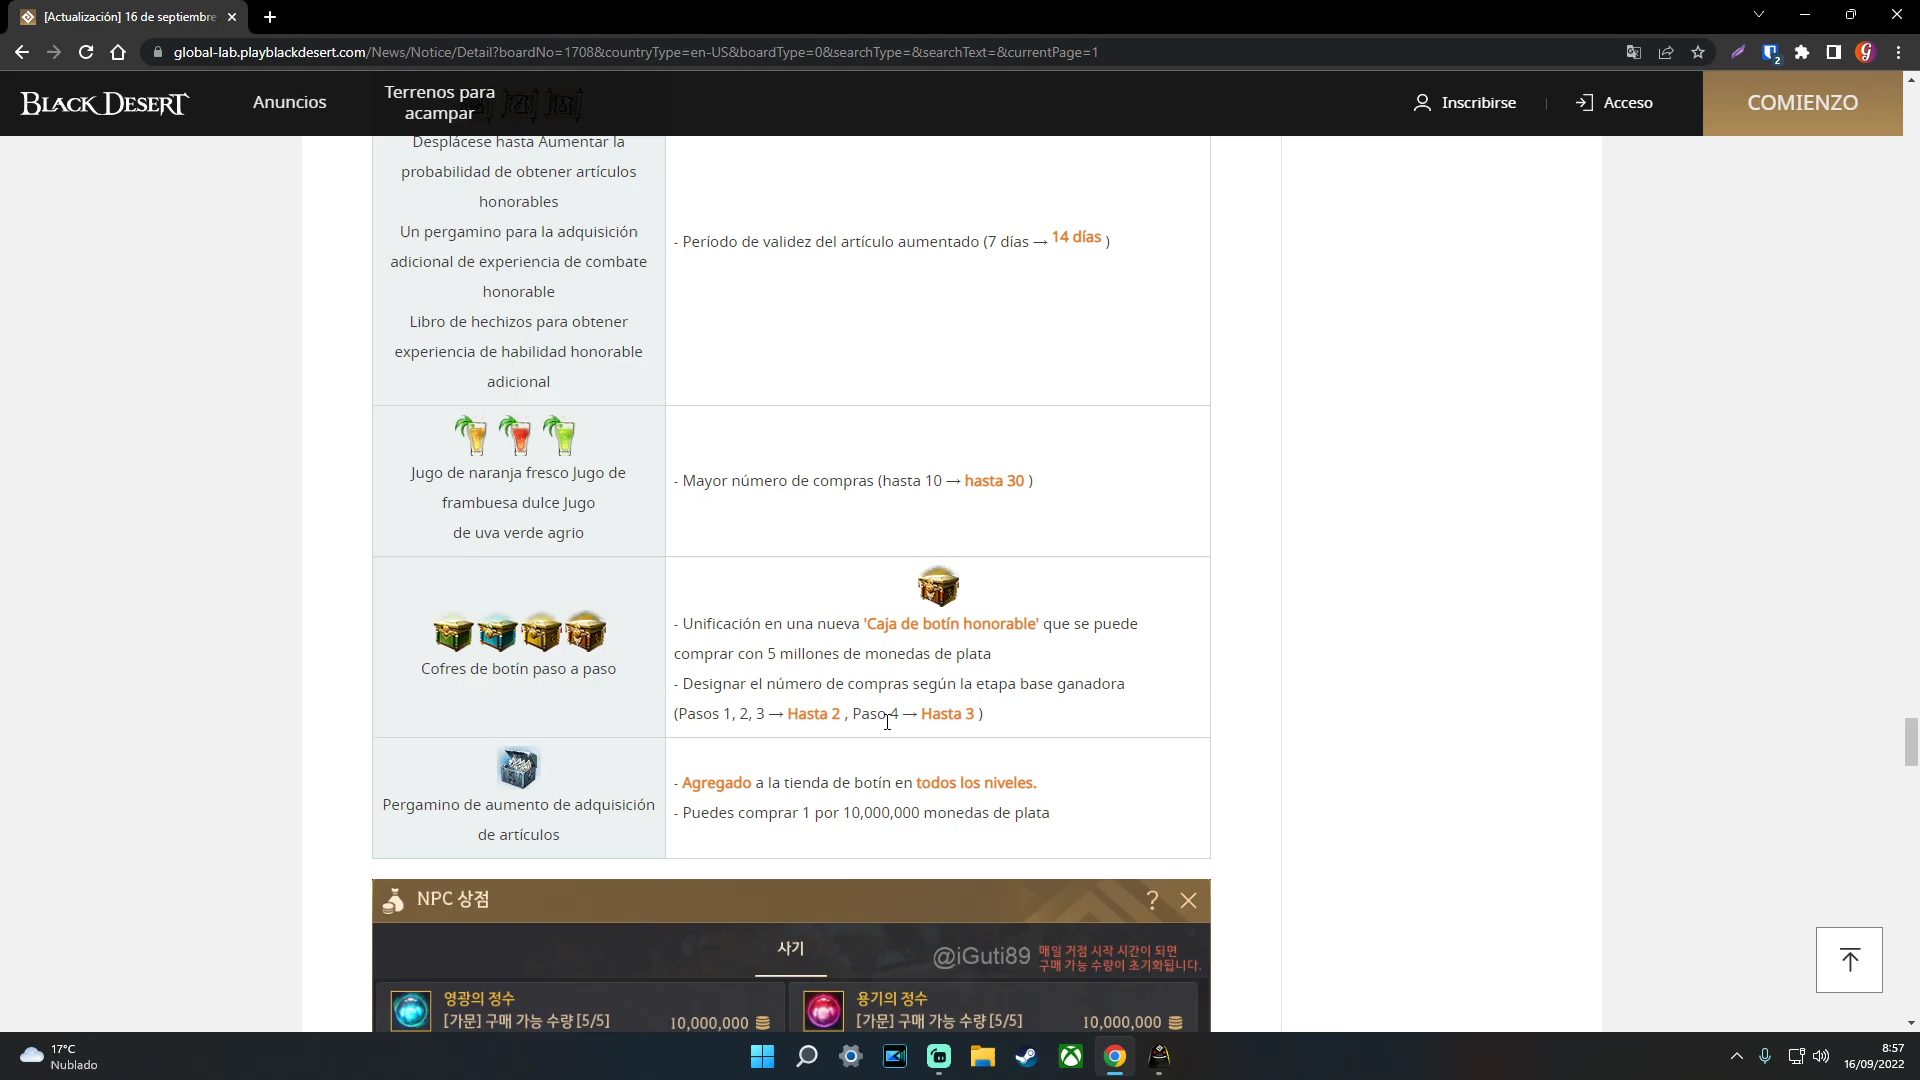 [Actualización] 16 de septiembre
global-lab.playblackdesert.com/News/Notice/Detail?boardNo=1708&countryType=en-US&boardType=0&searchType=&searchText=&currentPage=1
BLACK DESERT
Anuncios
Terrenos para
acampar
Inscribirse
Acceso
COMIENZO
Desplácese hasta Aumentar la
probabilidad de obtener artículos
honorables
Un pergamino para la adquisición
adicional de experiencia de combate
honorable
Libro de hechizos para obtener
experiencia de habilidad honorable
adicional
- Período de validez del artículo aumentado (7 días → 14 días )
Jugo de naranja fresco Jugo de
frambuesa dulce Jugo
de uva verde agrio
- Mayor número de compras (hasta 10 → hasta 30 )
Cofres de botín paso a paso
- Unificación en una nueva 'Caja de botín honorable' que se puede
comprar con 5 millones de monedas de plata
- Designar el número de compras según la etapa base ganadora
(Pasos 1, 2, 3 → Hasta 2 , Paso 4 → Hasta 3 )
Pergamino de aumento de adquisición
de artículos
- Agregado a la tienda de botín en todos los niveles.
- Puedes comprar 1 por 10,000,000 monedas de plata
NPC 상점
?
사기
@iGuti89
매일 거점 시작 시간이 되면
구매 가능 수량이 초기화됩니다.
영광의 정수
[가문] 구매 가능 수량 [5/5]
10,000,000
용기의 정수
[가문] 구매 가능 수량 [5/5]
10,000,000
17°C
Nublado
8:57
16/09/2022